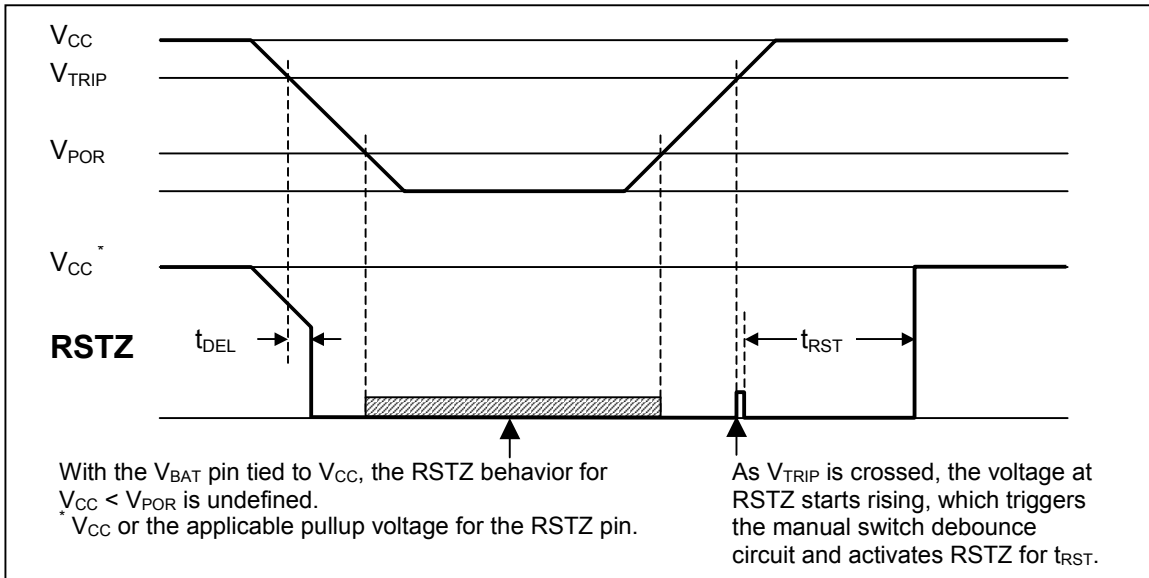 VCC
VTRIP
VPOR
VCC *
RSTZ
tDEL
tRST
With the VBAT pin tied to VCC, the RSTZ behavior for
VCC < VPOR is undefined.
* VCC or the applicable pullup voltage for the RSTZ pin.
As VTRIP is crossed, the voltage at
RSTZ starts rising, which triggers
the manual switch debounce
circuit and activates RSTZ for tRST.